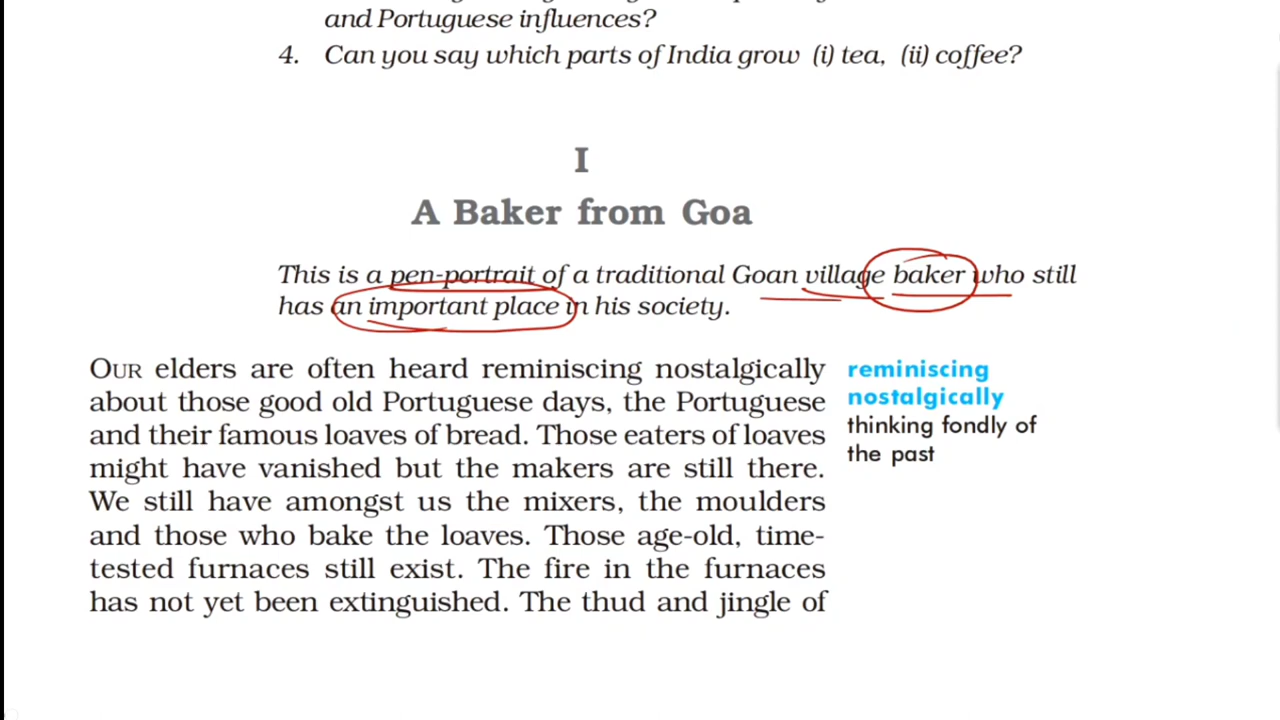 and Portuguese influences?
4. Can you say which parts of India grow (i) tea, (ii) coffee?
I
A Baker from Goa
This is a pen-portrait of a traditional Goan village baker who still
has an important place in his society.
OUR elders are often heard reminiscing nostalgically
about those good old Portuguese days, the Portuguese
and their famous loaves of bread. Those eaters of loaves
might have vanished but the makers are still there.
We still have amongst us the mixers, the moulders
and those who bake the loaves. Those age-old, time-
tested furnaces still exist. The fire in the furnaces
has not yet been extinguished. The thud and jingle of
reminiscing
nostalgically
thinking fondly of
the past